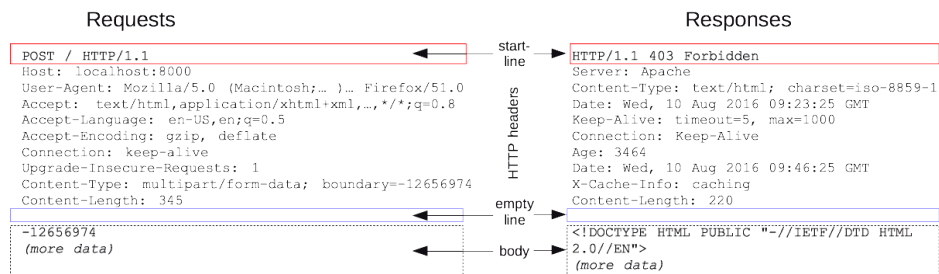 Requests
POST / HTTP/1.1
Host: localhost:8000
User-Agent: Mozilla/5.0 (Macintosh;… )… Firefox/51.0
Accept: text/html,application/xhtml+xml,…,*/*;q=0.8
Accept-Language: en-US,en;q=0.5
Accept-Encoding: gzip, deflate
Connection: keep-alive
Upgrade-Insecure-Requests: 1
Content-Type: multipart/form-data; boundary=-12656974
Content-Length: 345
-12656974
(more data)
start-
line
HTTP headers
empty
line
body
Responses
HTTP/1.1 403 Forbidden
Server: Apache
Content-Type: text/html; charset=iso-8859-1
Date: Wed, 10 Aug 2016 09:23:25 GMT
Keep-Alive: timeout=5, max=1000
Connection: Keep-Alive
Age: 3464
Date: Wed, 10 Aug 2016 09:46:25 GMT
X-Cache-Info: caching
Content-Length: 220
<!DOCTYPE HTML PUBLIC "-//IETF//DTD HTML
2.0//EN">
(more data)